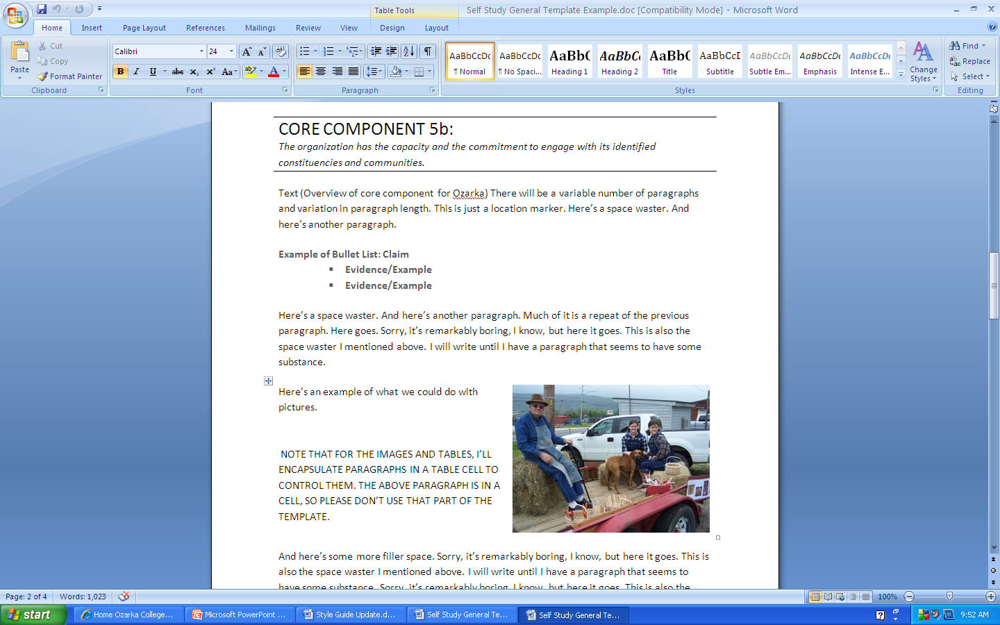 Table Tools
Self Study General Template Example.doc [Compatibility Mode] - Microsoft Word
Home Insert Page Layout References Mailings Review View Design Layout
Paste
Cut
Copy
Format Painter
Clipboard
Calibri 24
B I U abc x₂ x² Aa ab A
Font
Paragraph
AaBbCcDc AaBbCcDc AaBbC AaBbCc AaBbC AaBbCcI AaBbCcDc AaBbCcDc AaBbCcDc
¶ Normal ¶ No Spaci... Heading 1 Heading 2 Title Subtitle Subtle Em... Emphasis Intense E...
Change
Styles
Styles
Find
Replace
Select
Editing
CORE COMPONENT 5b:
The organization has the capacity and the commitment to engage with its identified
constituencies and communities.
Text (Overview of core component for Ozarka) There will be a variable number of paragraphs
and variation in paragraph length. This is just a location marker. Here's a space waster. And
here's another paragraph.
Example of Bullet List: Claim
▪ Evidence/Example
▪ Evidence/Example
Here's a space waster. And here's another paragraph. Much of it is a repeat of the previous
paragraph. Here goes. Sorry, it's remarkably boring, I know, but here it goes. This is also the
space waster I mentioned above. I will write until I have a paragraph that seems to have some
substance.
Here's an example of what we could do with
pictures.
NOTE THAT FOR THE IMAGES AND TABLES, I'LL
ENCAPSULATE PARAGRAPHS IN A TABLE CELL TO
CONTROL THEM. THE ABOVE PARAGRAPH IS IN A
CELL, SO PLEASE DON'T USE THAT PART OF THE
TEMPLATE.
And here's some more filler space. Sorry, it's remarkably boring, I know, but here it goes. This is
also the space waster I mentioned above. I will write until I have a paragraph that seems to
have some substance. Sorry, it's remarkably boring, I know, but here it goes. This is also the
Page: 2 of 4 Words: 1,023 100%
start Home Ozarka College... Microsoft PowerPoint ... Style Guide Update.d... Self Study General Te... Self Study General Te... 9:52 AM